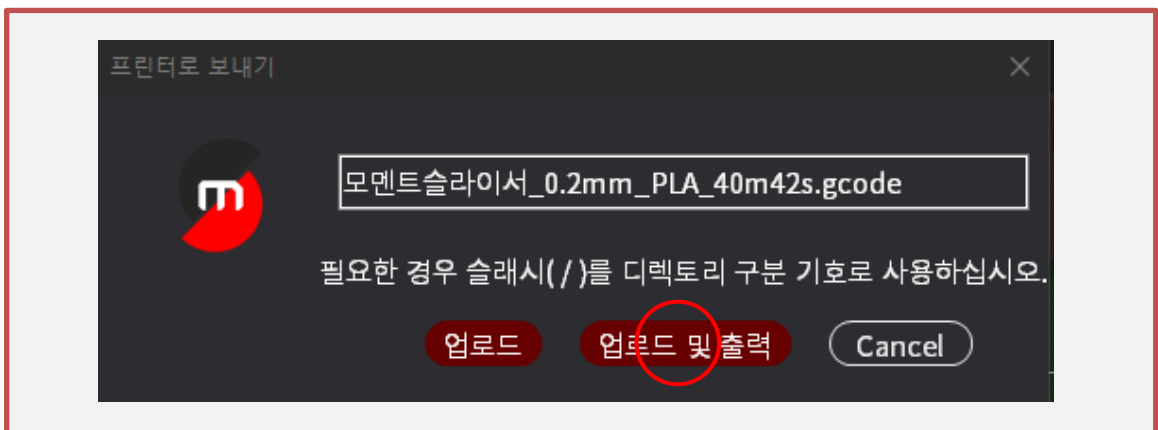 프린터로 보내기
m
모멘트슬라이서_0.2mm_PLA_40m42s.gcode
필요한 경우 슬래시( / )를 디렉토리 구분 기호로 사용하십시오.
업로드 업로드 및 출력 Cancel